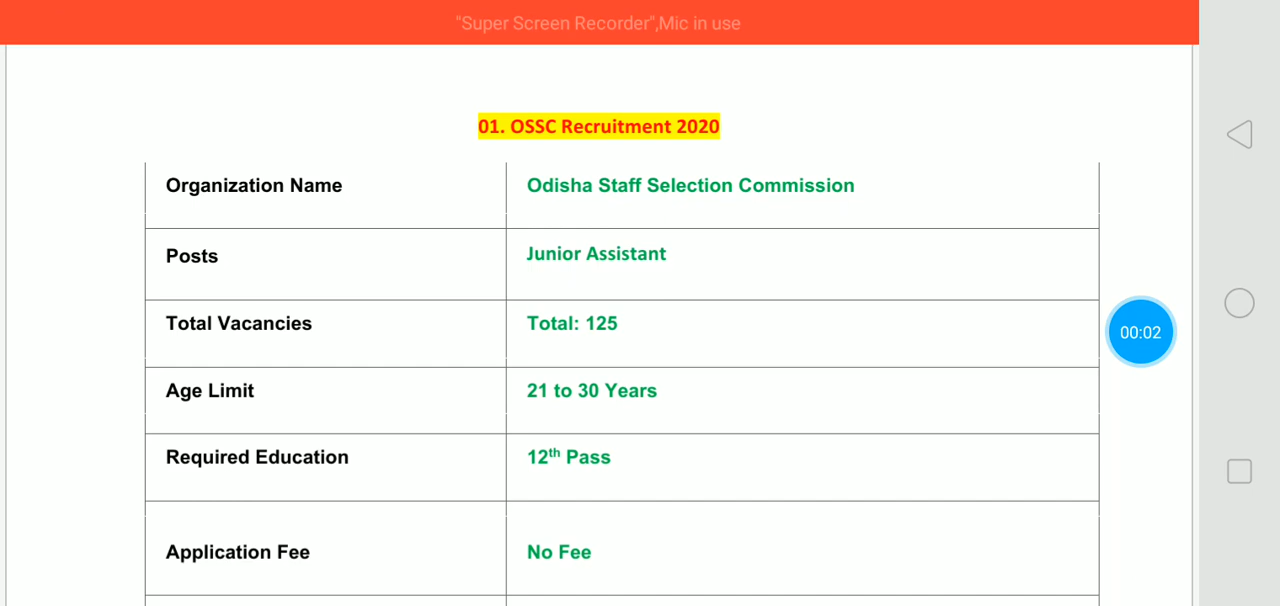 "Super Screen Recorder",Mic in use
01. OSSC Recruitment 2020
Organization Name Odisha Staff Selection Commission
Posts Junior Assistant
Total Vacancies Total: 125
00:02
Age Limit 21 to 30 Years
Required Education 12th Pass
Application Fee No Fee